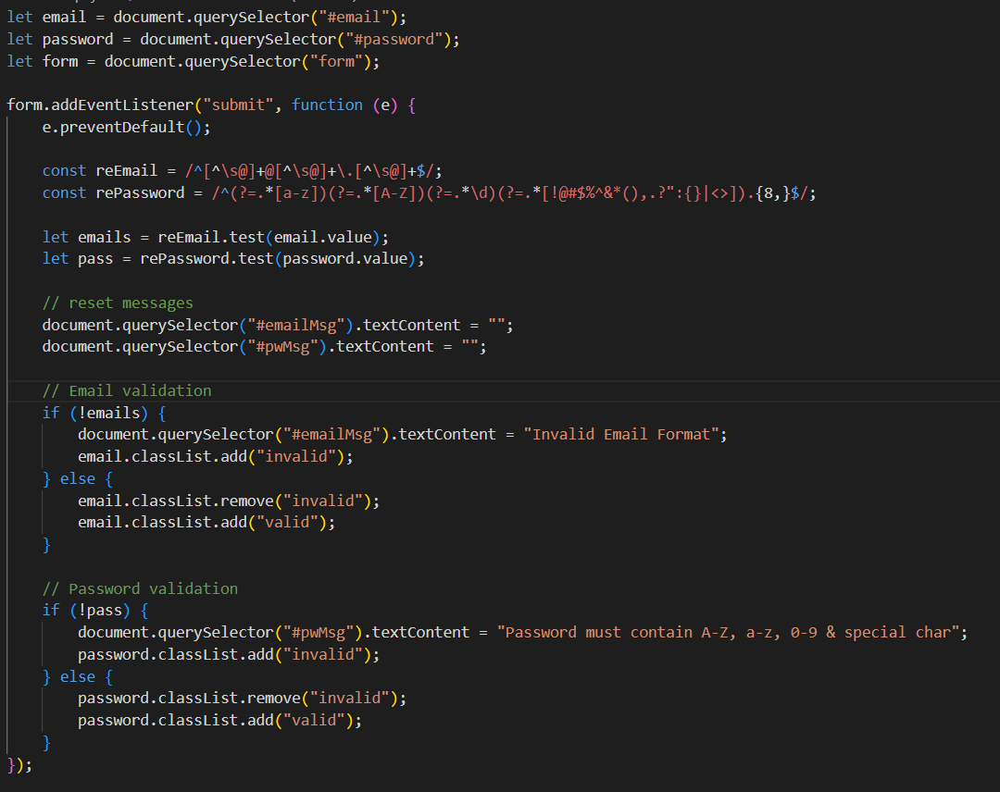 let email = document.querySelector("#email");
let password = document.querySelector("#password");
let form = document.querySelector("form");

form.addEventListener("submit", function (e) {
    e.preventDefault();

    const reEmail = /^[^\s@]+@[^\s@]+\.[^\s@]+$/;
    const rePassword = /^(?=.*[a-z])(?=.*[A-Z])(?=.*\d)(?=.*[!@#$%^&*(),.?":{}|<>]).{8,}$/;

    let emails = reEmail.test(email.value);
    let pass = rePassword.test(password.value);

    // reset messages
    document.querySelector("#emailMsg").textContent = "";
    document.querySelector("#pwMsg").textContent = "";

    // Email validation
    if (!emails) {
        document.querySelector("#emailMsg").textContent = "Invalid Email Format";
        email.classList.add("invalid");
    } else {
        email.classList.remove("invalid");
        email.classList.add("valid");
    }

    // Password validation
    if (!pass) {
        document.querySelector("#pwMsg").textContent = "Password must contain A-Z, a-z, 0-9 & special char";
        password.classList.add("invalid");
    } else {
        password.classList.remove("invalid");
        password.classList.add("valid");
    }
});